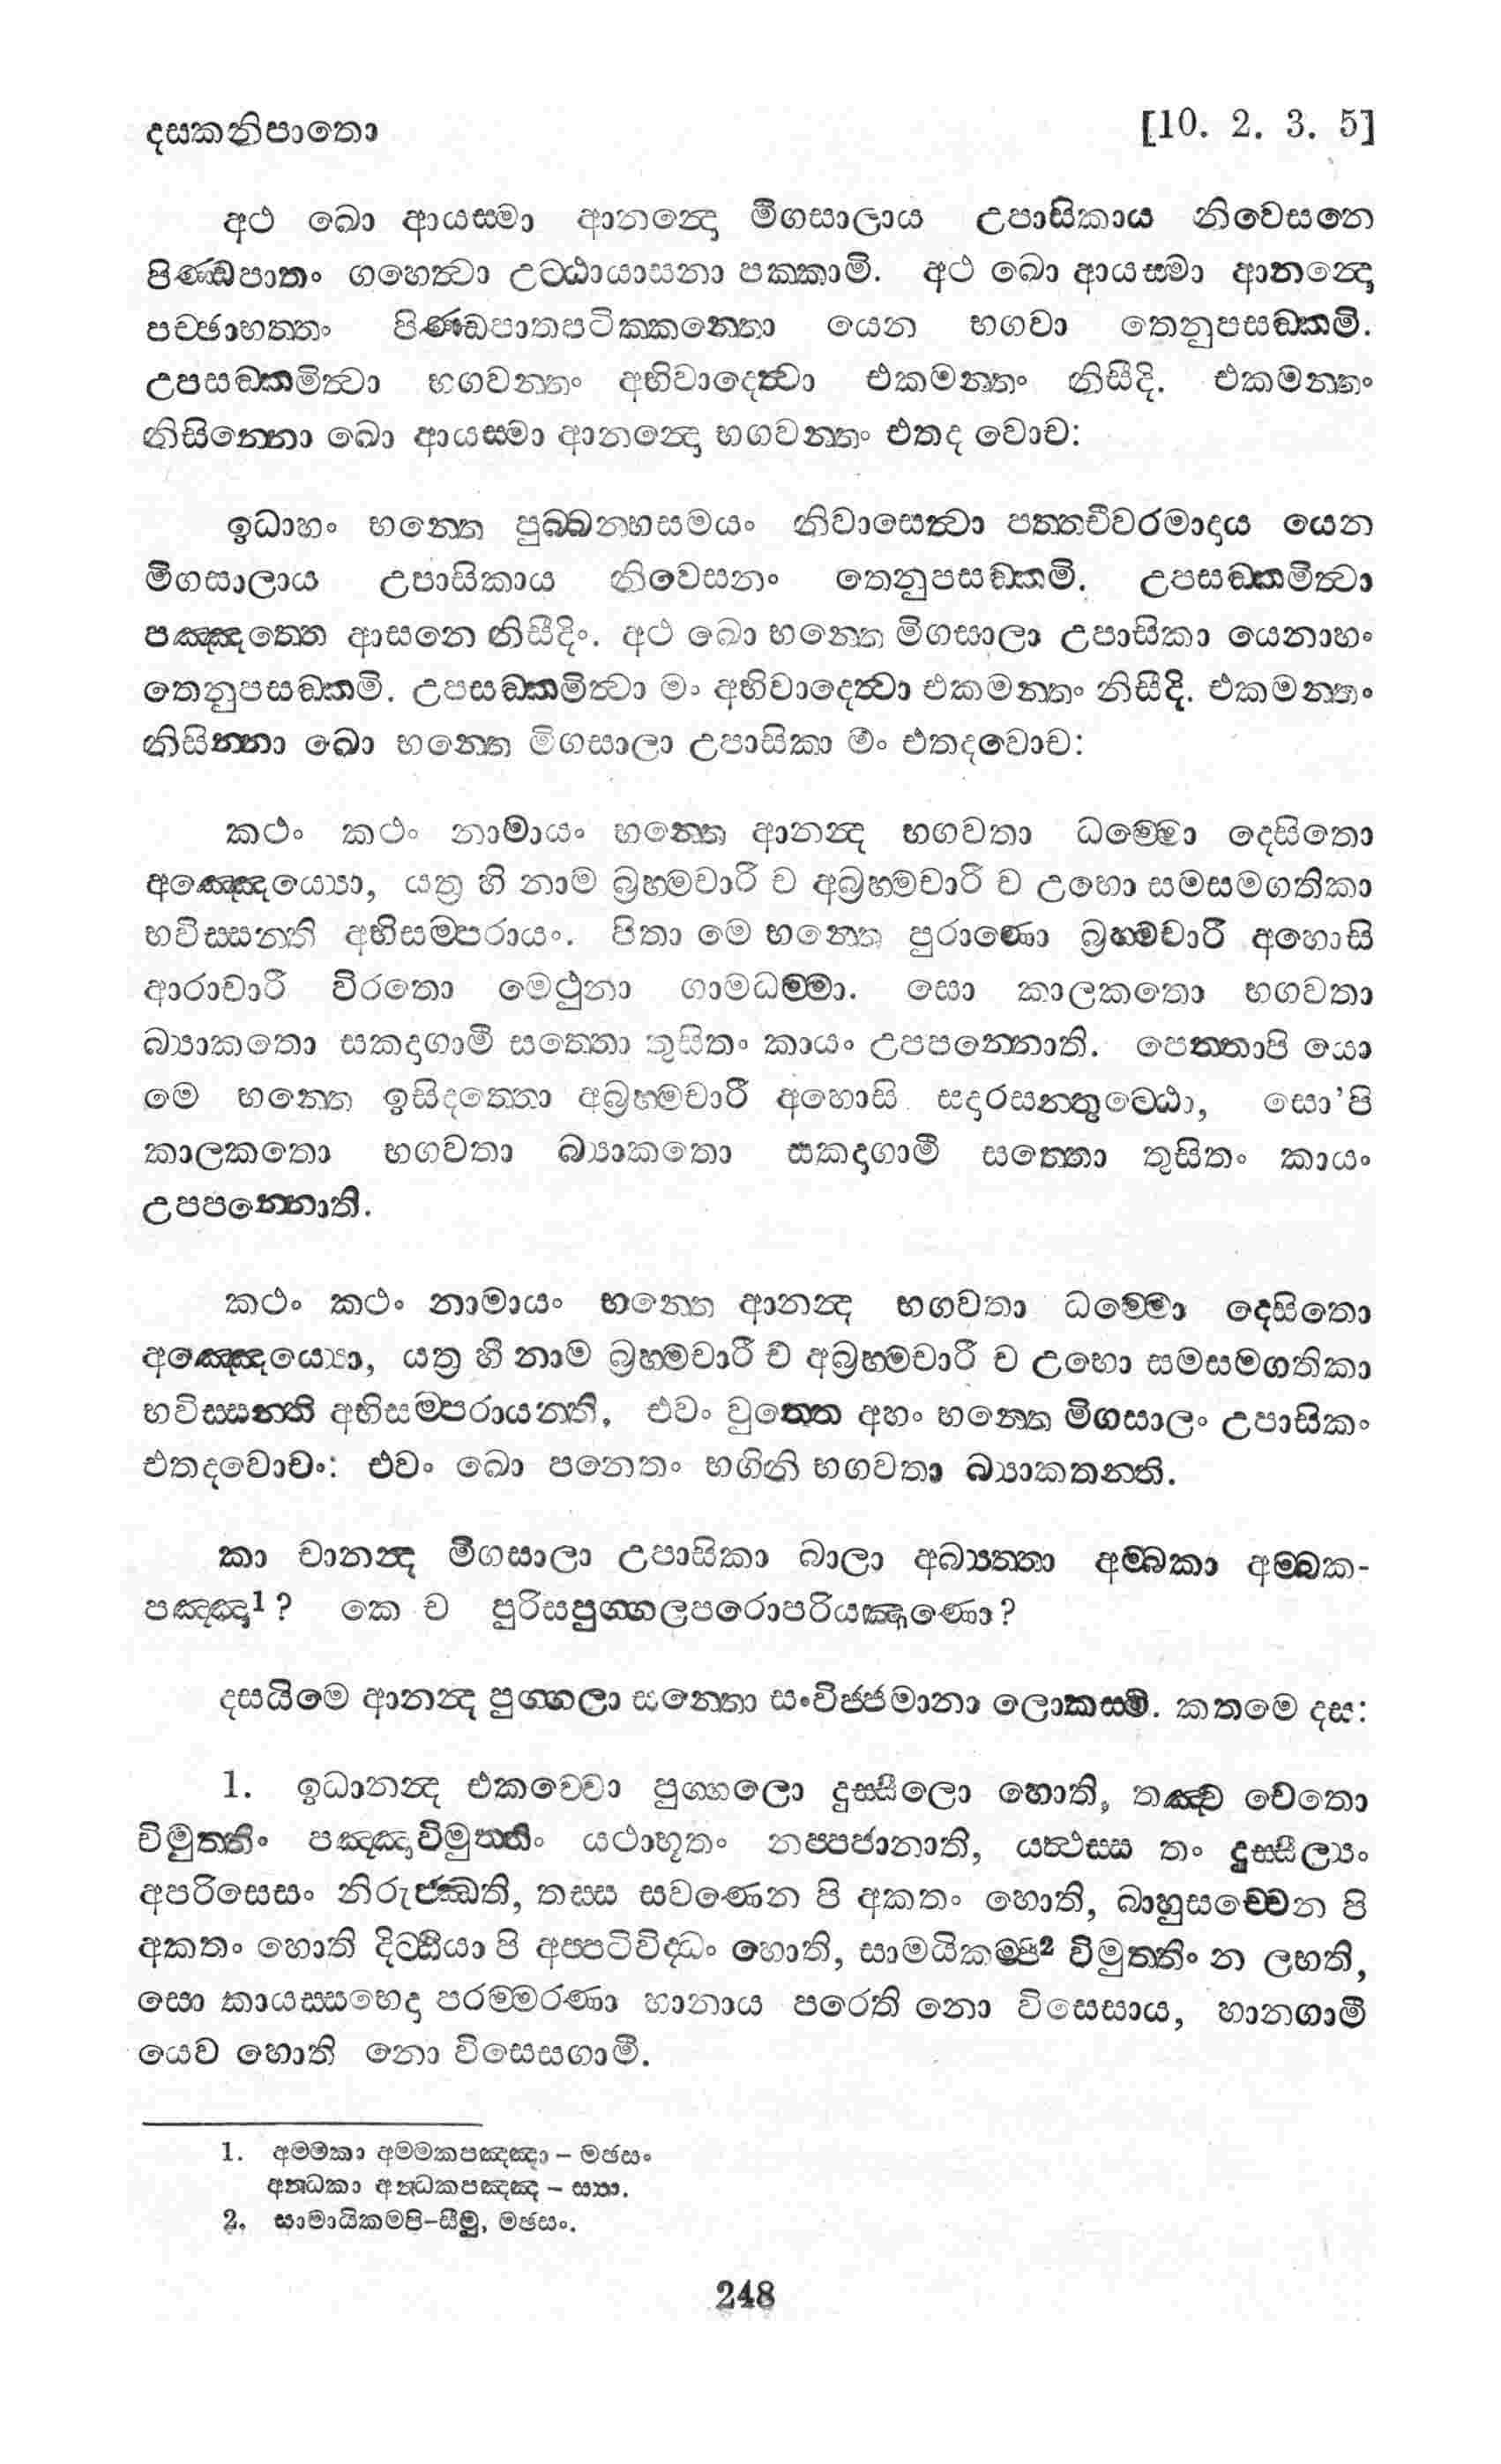 දසකනිපාතො [10. 2. 3. 5]
අථ ඛො ආයස්මා ආනන්දො මිගසාලාය උපාසිකාය නිවෙසනෙ
පිණ්ඩපාතං ගහෙත්වා උට්ඨායාසනා පක්කාමි. අථ ඛො ආයස්මා ආනන්දො
පච්ඡාභත්තං පිණ්ඩපාතපටික්කන්තො යෙන භගවා තෙනුපසඞ්කමි.
උපසඞ්කමිත්වා භගවන්තං අභිවාදෙත්වා එකමන්තං නිසීදි. එකමන්තං
නිසින්නො ඛො ආයස්මා ආනන්දො භගවන්තං එතද වොච:
ඉධාහං භන්තෙ පුබ්බන්හසමයං නිවාසෙත්වා පත්තචීවරමාදාය යෙන
මිගසාලාය උපාසිකාය නිවෙසනං තෙනුපසඞ්කමි. උපසඞ්කමිත්වා
පඤ්ඤත්තෙ ආසනෙ නිසීදිං. අථ ඛො භන්තෙ මිගසාලා උපාසිකා යෙනාහං
තෙනුපසඞ්කමි. උපසඞ්කමිත්වා මං අභිවාදෙත්වා එකමන්තං නිසීදි. එකමන්තං
නිසින්නා ඛො භන්තෙ මිගසාලා උපාසිකා මං එතදවොච:
කථං කථං නාමායං භන්තෙ ආනන්ද භගවතා ධම්මො දෙසිතො
අඤ්ඤෙය්‍යො, යත්‍ර හි නාම බ්‍රහ්මචාරී ච අබ්‍රහ්මචාරී ච උභො සමසමගතිකා
භවිස්සන්ති අභිසම්පරායං. පිතා මෙ භන්තෙ පුරාණො බ්‍රහ්මචාරී අහොසි
ආරාචාරී විරතො මෙථුනා ගාමධම්මා. සො කාලකතො භගවතා
බ්‍යාකතො සකදාගාමී සත්තො තුසිතං කායං උපපන්නොති. පෙත්තාපි යො
මෙ භන්තෙ ඉසිදත්තො අබ්‍රහ්මචාරී අහොසි සදාරසන්තුට්ඨො, සො'පි
කාලකතො භගවතා බ්‍යාකතො සකදාගාමී සත්තො තුසිතං කායං
උපපන්නොති.
කථං කථං නාමායං භන්තෙ ආනන්ද භගවතා ධම්මො දෙසිතො
අඤ්ඤෙය්‍යො, යත්‍ර හි නාම බ්‍රහ්මචාරී ච අබ්‍රහ්මචාරී ච උභො සමසමගතිකා
භවිස්සන්ති අභිසම්පරායන්ති. එවං වුත්තෙ අහං භන්තෙ මිගසාලං උපාසිකං
එතදවොචං: එවං ඛො පනෙතං භගිනි භගවතා බ්‍යාකතන්ති.
කා චානන්ද මිගසාලා උපාසිකා බාලා අබ්‍යත්තා අම්බකා අම්බක-
පඤ්ඤා1? කෙ ච පුරිසපුග්ගලපරොපරියඤාණො?
දසයිමෙ ආනන්ද පුග්ගලා සන්තො සංවිජ්ජමානා ලොකස්මිං. කතමෙ දස:
1. ඉධානන්ද එකච්චො පුග්ගලො දුස්සීලො හොති, තඤ්ච චෙතො
විමුත්තිං පඤ්ඤාවිමුත්තිං යථාභූතං නප්පජානාති, යත්ථස්ස තං දුස්සීල්‍යං
අපරිසෙසං නිරුජ්ඣති, තස්ස සවණෙන පි අකතං හොති, බාහුසච්චෙන පි
අකතං හොති දිට්ඨියා පි අප්පටිවිද්ධං හොති, සාමයිකම්පි2 විමුත්තිං න ලභති,
සො කායස්සභෙදා පරම්මරණා හානාය පරෙති නො විසෙසාය, හානගාමී
යෙව හොති නො විසෙසගාමී.
1. අම්මකා අම්මකපඤ්ඤා – මඡසං
අන්ධකා අන්ධකපඤ්ඤ – ස්‍යා.
2. සාමායිකම්පි-සීමු, මඡසං.
248